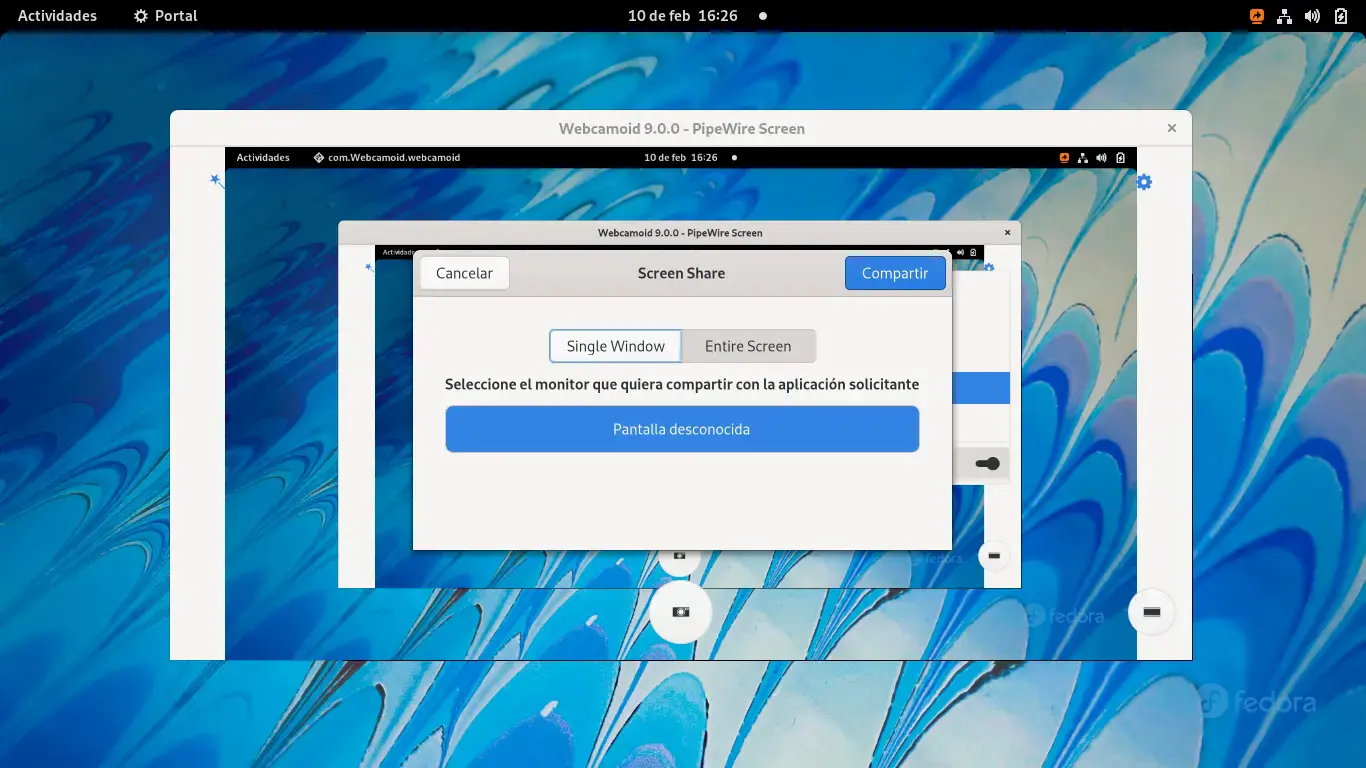 Actividades Portal 10 de feb 16:26
Webcamoid 9.0.0 - PipeWire Screen
Actividades com.Webcamoid.webcamoid 10 de feb 16:26
Webcamoid 9.0.0 - PipeWire Screen
Cancelar Screen Share Compartir
Single Window Entire Screen
Seleccione el monitor que quiera compartir con la aplicación solicitante
Pantalla desconocida
fedora
fedora
fedora